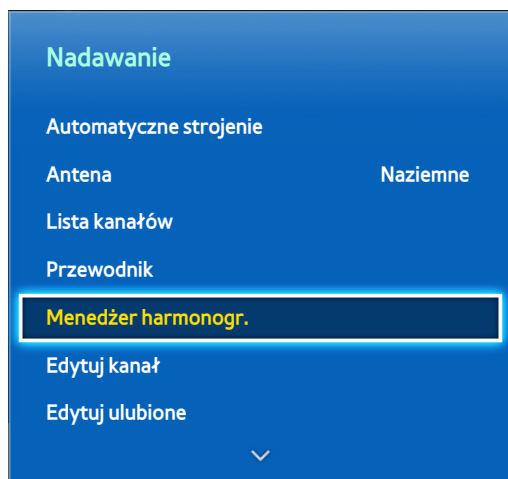 Nadawanie
Automatyczne strojenie
Antena Naziemne
Lista kanałów
Przewodnik
Menedżer harmonogr.
Edytuj kanał
Edytuj ulubione